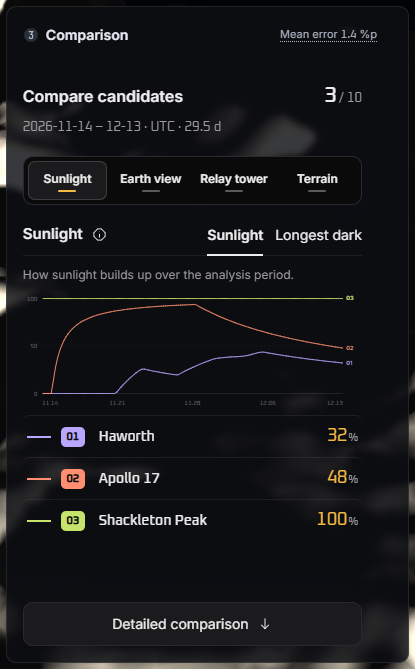 3 Comparison Mean error 1.4 %p
Compare candidates 3 / 10
2026-11-14 – 12-13 · UTC · 29.5 d
Sunlight Earth view Relay tower Terrain
Sunlight Sunlight Longest dark
How sunlight builds up over the analysis period.
100
03
50
02
01
0
11.14 11.21 11.28 12.06 12.13
01 Haworth 32%
02 Apollo 17 48%
03 Shackleton Peak 100%
Detailed comparison ↓